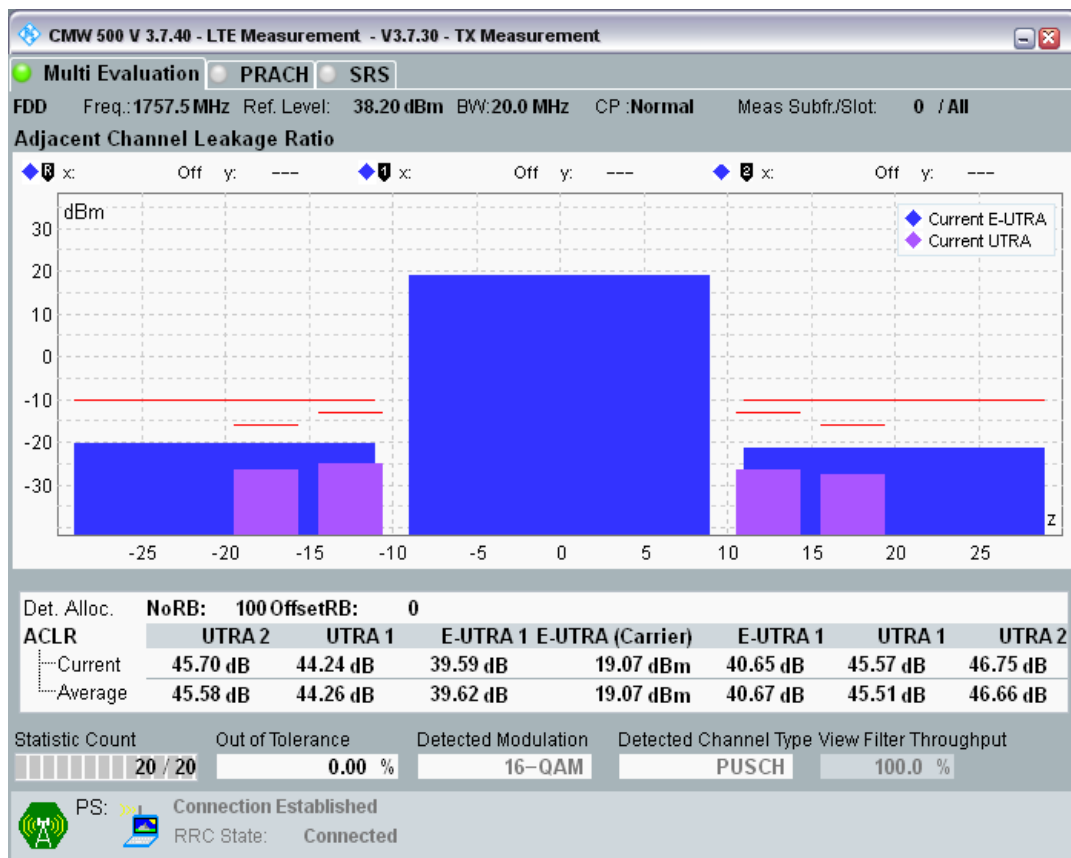 CMW 500 V 3.7.40 - LTE Measurement - V3.7.30 - TX Measurement
Multi Evaluation PRACH SRS
FDD Freq.:1757.5 MHz Ref. Level: 38.20 dBm BW:20.0 MHz CP :Normal Meas Subfr./Slot: 0 / All
Adjacent Channel Leakage Ratio
R x: Off y: --- 1 x: Off y: --- 2 x: Off y: ---
dBm
Current E-UTRA
Current UTRA
30
20
10
0
-10
-20
-30
z
-25 -20 -15 -10 -5 0 5 10 15 20 25
Det. Alloc. NoRB: 100 OffsetRB: 0
ACLR UTRA 2 UTRA 1 E-UTRA 1 E-UTRA (Carrier) E-UTRA 1 UTRA 1 UTRA 2
Current 45.70 dB 44.24 dB 39.59 dB 19.07 dBm 40.65 dB 45.57 dB 46.75 dB
Average 45.58 dB 44.26 dB 39.62 dB 19.07 dBm 40.67 dB 45.51 dB 46.66 dB
Statistic Count Out of Tolerance Detected Modulation Detected Channel Type View Filter Throughput
20 / 20 0.00 % 16-QAM PUSCH 100.0 %
PS: Connection Established
RRC State: Connected